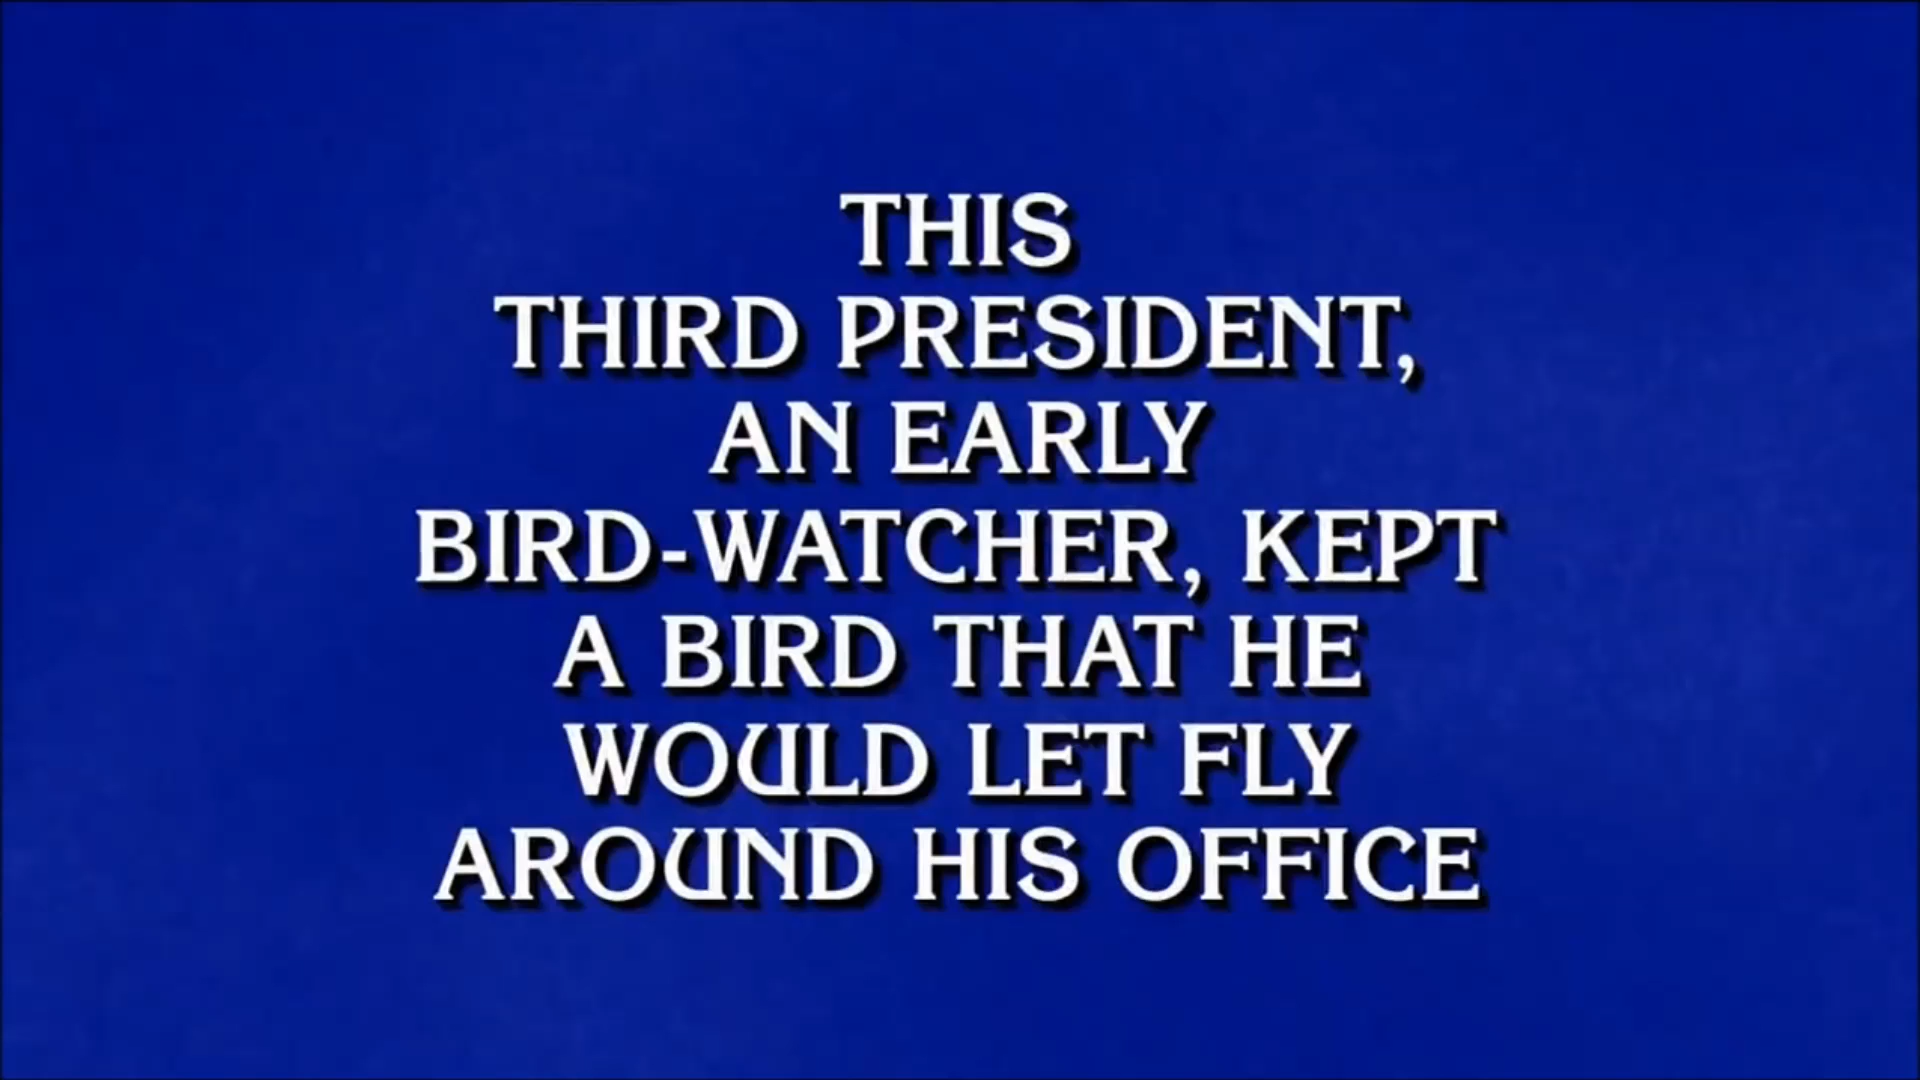 THIS
THIRD PRESIDENT,
AN EARLY
BIRD-WATCHER, KEPT
A BIRD THAT HE
WOULD LET FLY
AROUND HIS OFFICE